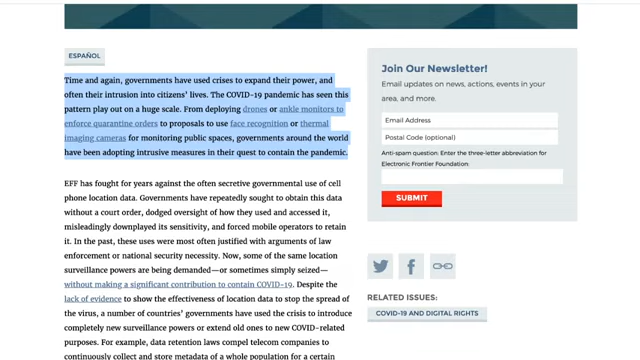 ESPAÑOL
Time and again, governments have used crises to expand their power, and
often their intrusion into citizens' lives. The COVID-19 pandemic has seen this
pattern play out on a huge scale. From deploying drones or ankle monitors to
enforce quarantine orders to proposals to use face recognition or thermal
imaging cameras for monitoring public spaces, governments around the world
have been adopting intrusive measures in their quest to contain the pandemic.
EFF has fought for years against the often secretive governmental use of cell
phone location data. Governments have repeatedly sought to obtain this data
without a court order, dodged oversight of how they used and accessed it,
misleadingly downplayed its sensitivity, and forced mobile operators to retain
it. In the past, these uses were most often justified with arguments of law
enforcement or national security necessity. Now, some of the same location
surveillance powers are being demanded—or sometimes simply seized—
without making a significant contribution to contain COVID-19. Despite the
lack of evidence to show the effectiveness of location data to stop the spread of
the virus, a number of countries' governments have used the crisis to introduce
completely new surveillance powers or extend old ones to new COVID-related
purposes. For example, data retention laws compel telecom companies to
continuously collect and store metadata of a whole population for a certain
Join Our Newsletter!
Email updates on news, actions, events in your
area, and more.
Email Address
Postal Code (optional)
Anti-spam question: Enter the three-letter abbreviation for
Electronic Frontier Foundation:
SUBMIT
RELATED ISSUES:
COVID-19 AND DIGITAL RIGHTS